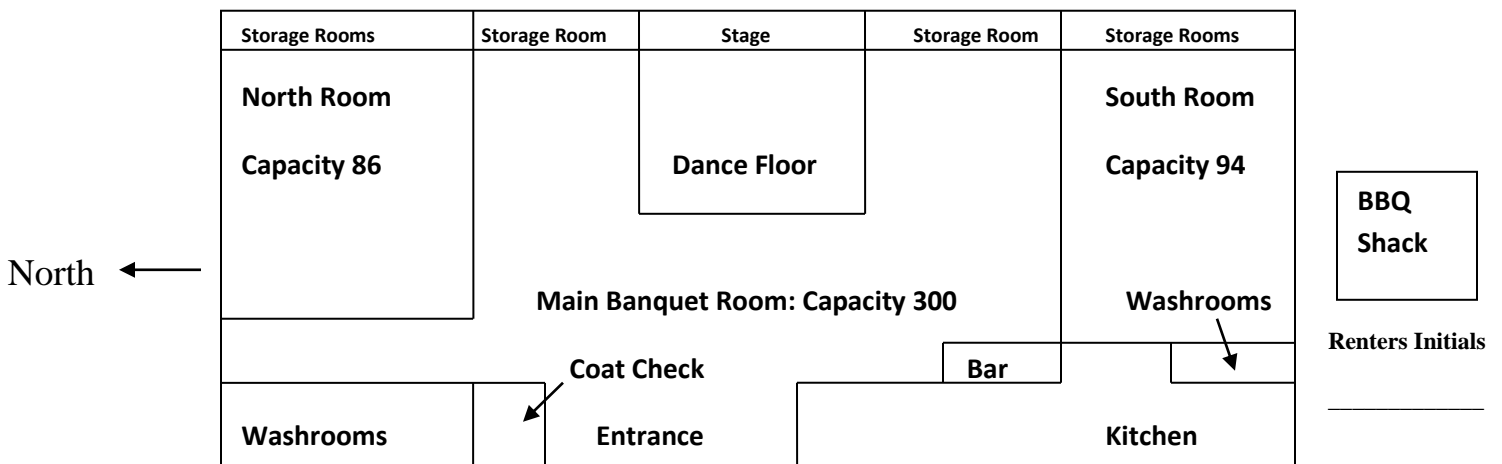 Storage Rooms Storage Room Stage Storage Room Storage Rooms
North Room South Room
Capacity 86 Dance Floor Capacity 94
BBQ
Shack
North
Main Banquet Room: Capacity 300 Washrooms
Renters Initials
Coat Check Bar
Washrooms Entrance Kitchen